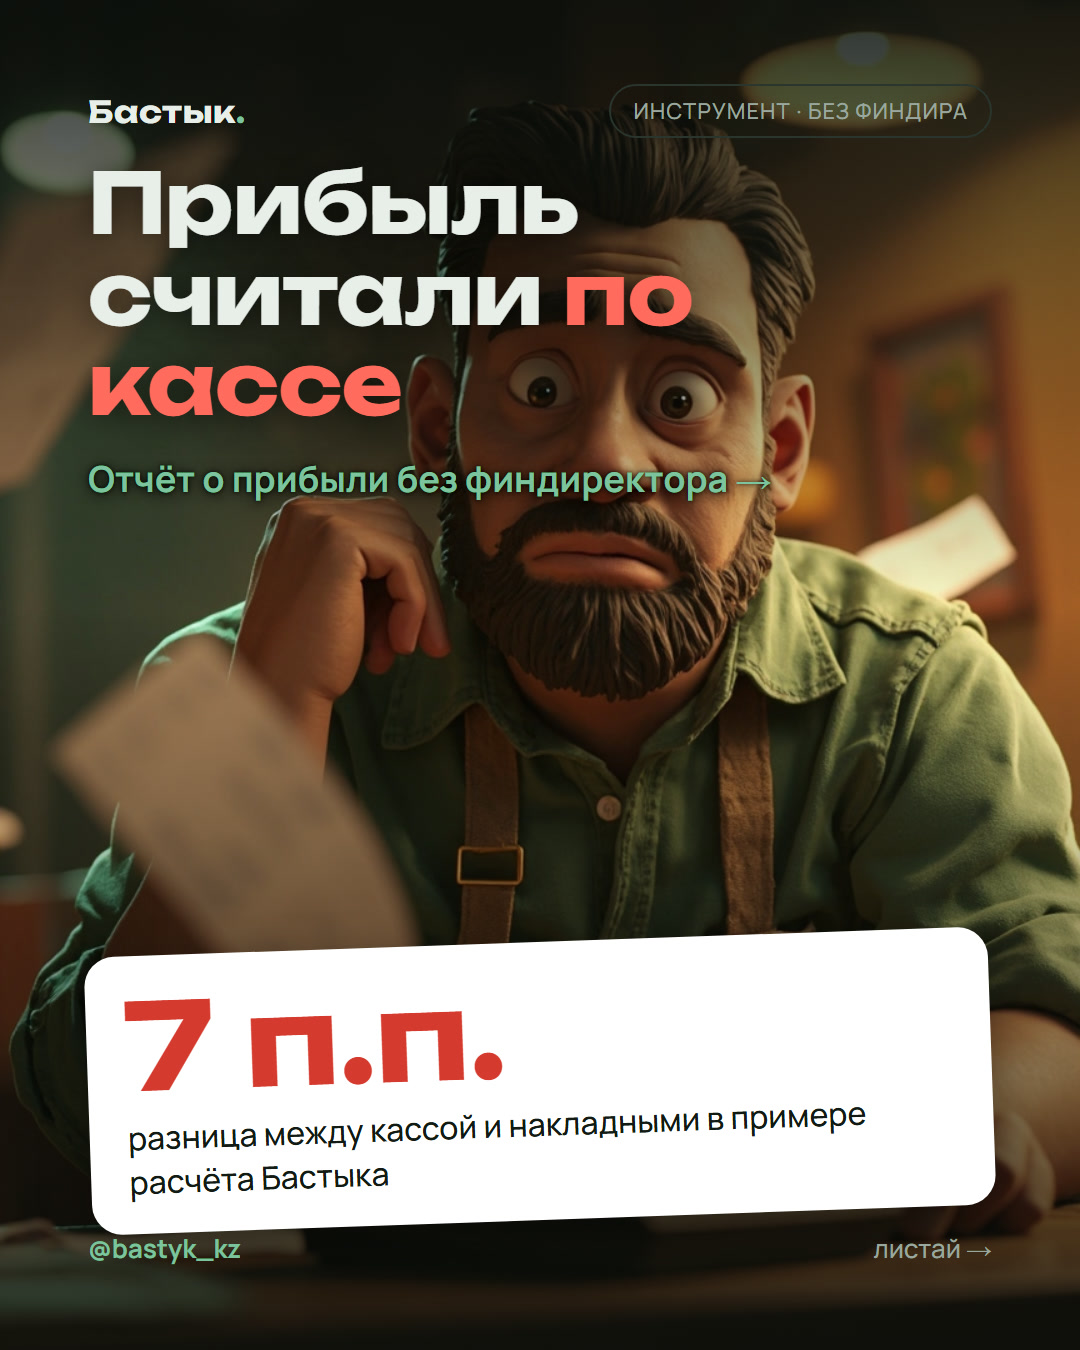 Бастык.
ИНСТРУМЕНТ · БЕЗ ФИНДИРА
Прибыль
считали по
кассе
Отчёт о прибыли без финдиректора →
7 п.п.
разница между кассой и накладными в примере
расчёта Бастыка
@bastyk_kz
листай →